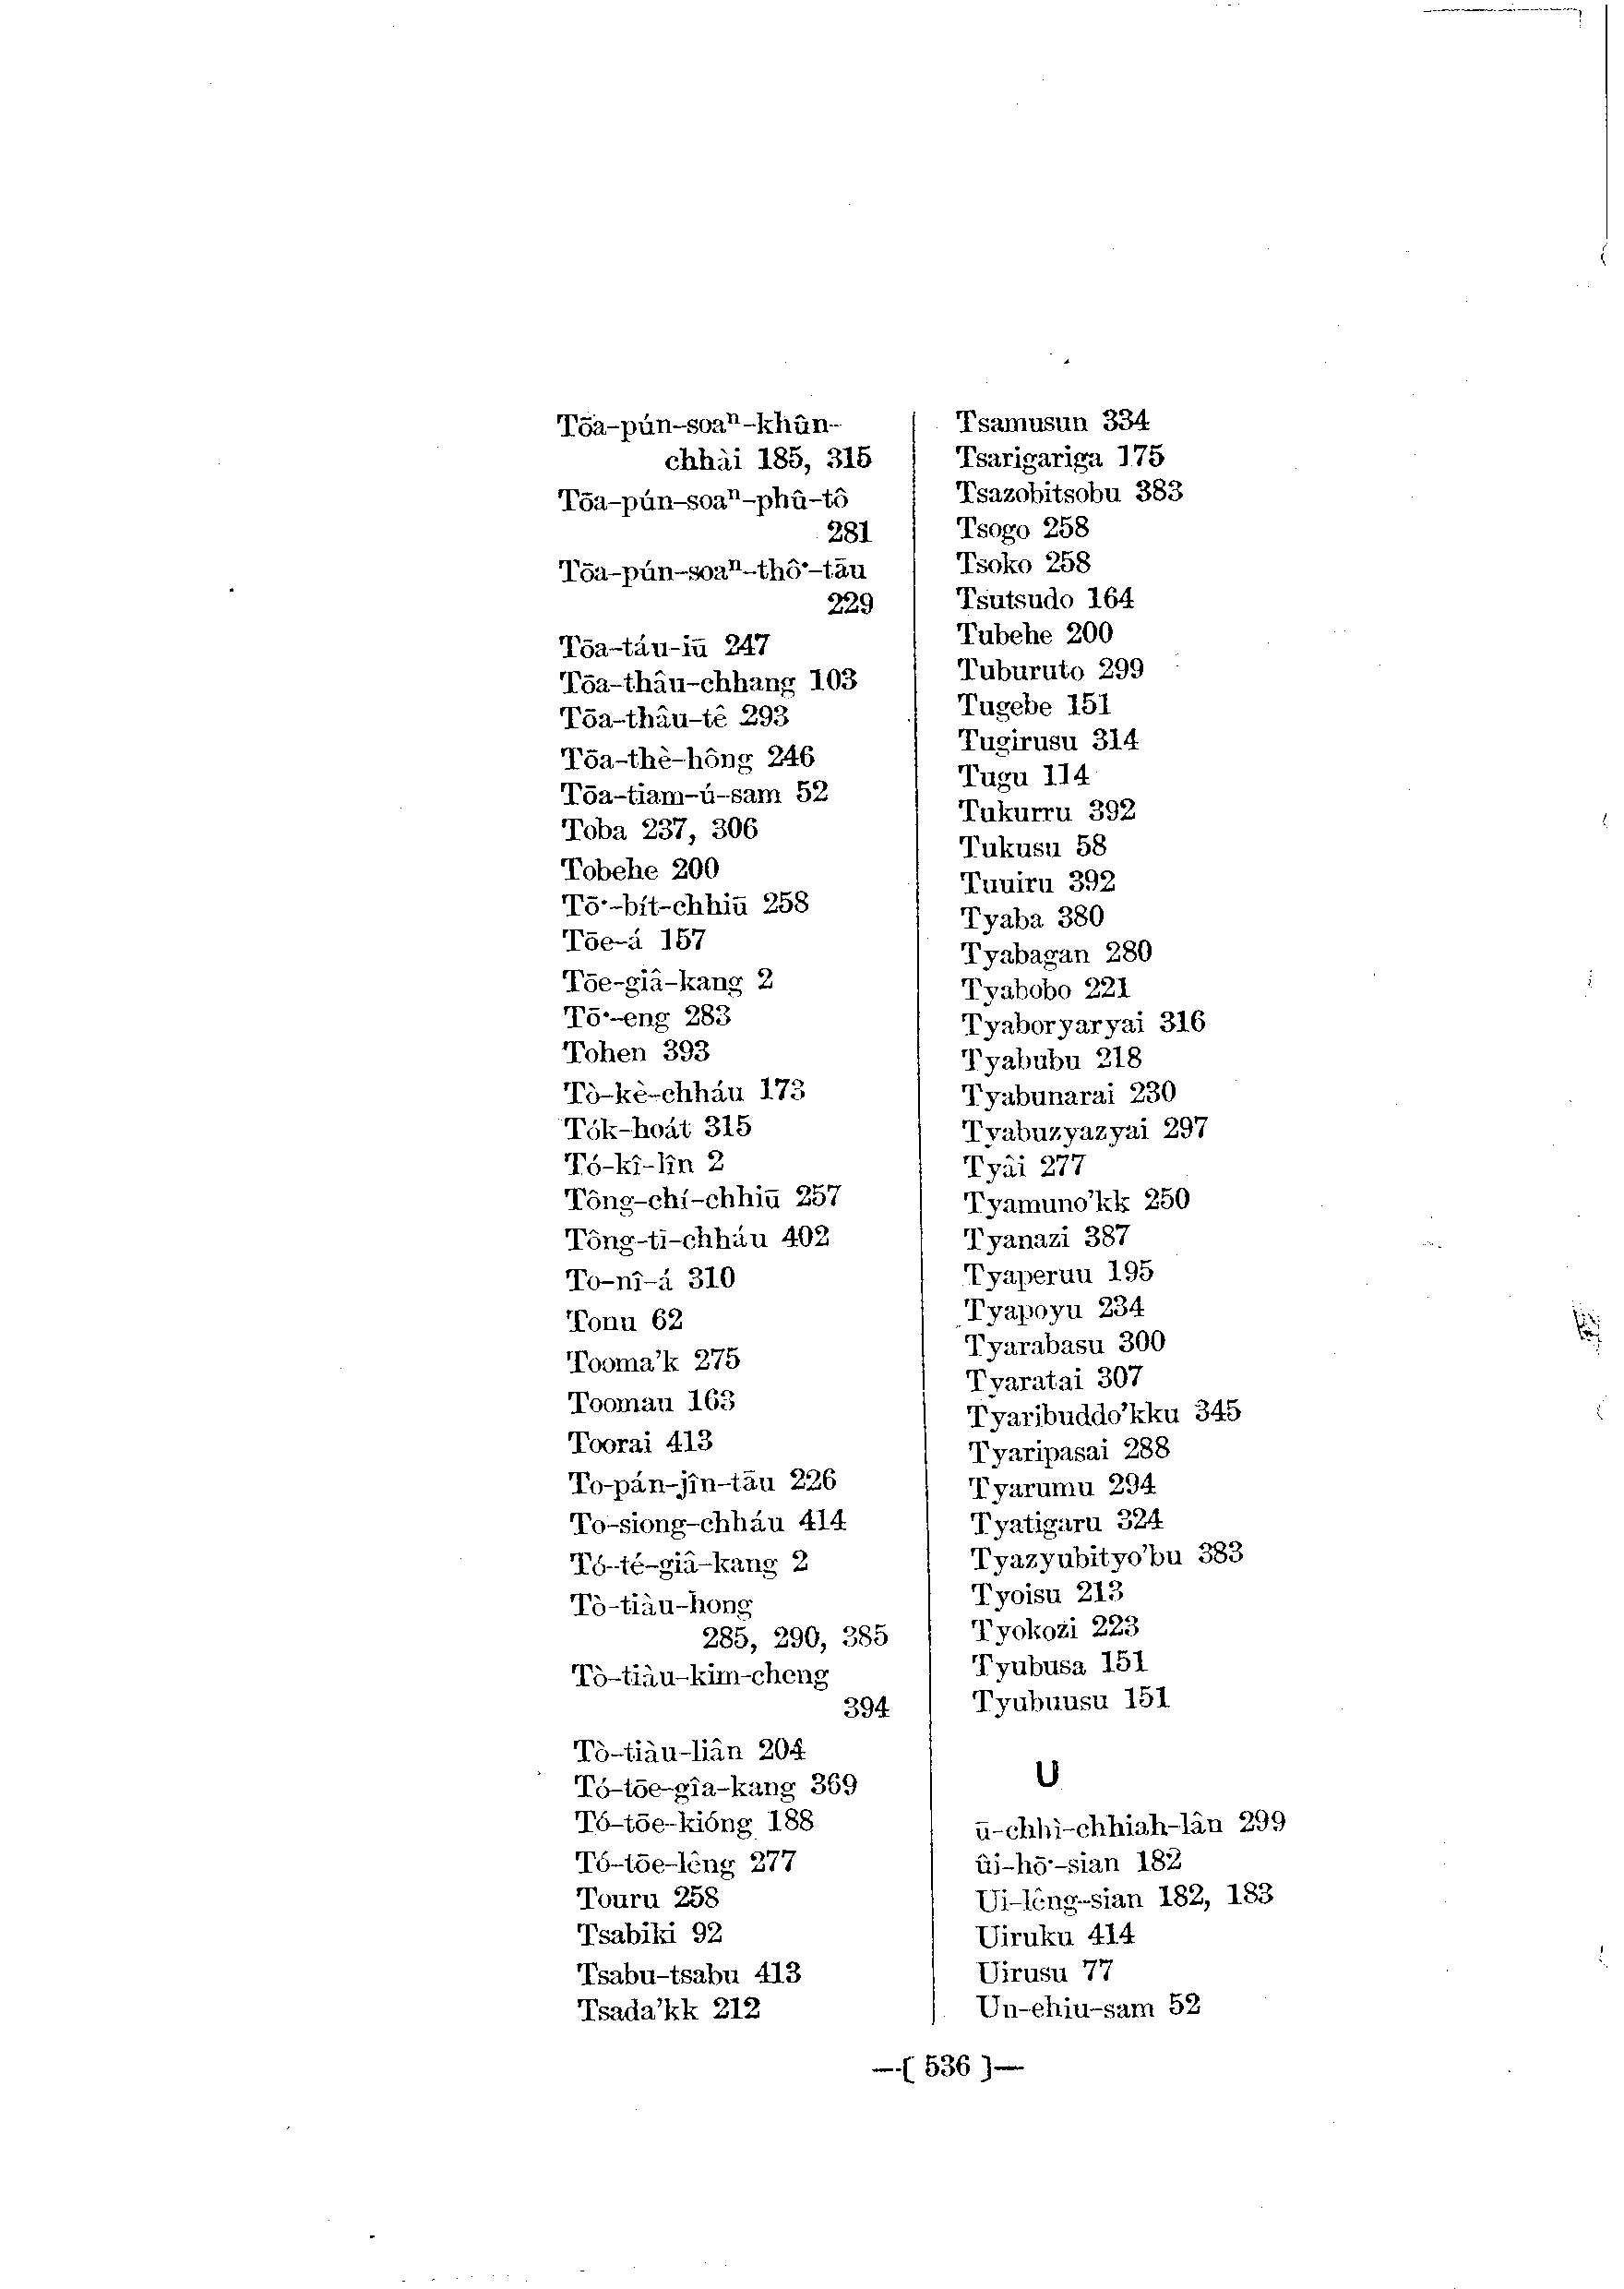 Tōa-pún-soaⁿ-khûn-
chhài 185, 315
Tōa-pún-soaⁿ-phû-tô
281
Tōa-pún-soaⁿ-thô͘-tāu
229
Tōa-táu-iū 247
Tōa-thâu-chhang 103
Tōa-thâu-tê 293
Tōa-thè-hông 246
Tōa-tiam-ú-sam 52
Toba 237, 306
Tobehe 200
Tō͘-bít-chhiū 258
Tōe-á 157
Tōe-giâ-kang 2
Tō͘-eng 283
Tohen 393
Tò-kè-chháu 173
Tók-hoát 315
Tó-kî-lîn 2
Tông-chí-chhiū 257
Tông-ti-chháu 402
To-nî-á 310
Tonu 62
Tooma’k 275
Toomau 163
Toorai 413
To-pán-jîn-tāu 226
To-siong-chháu 414
Tó-té-giâ-kang 2
Tò-tiàu-hong
285, 290, 385
Tò-tiàu-kim-cheng
394
Tò-tiàu-liân 204
Tó-tōe-gîa-kang 369
Tó-tōe-kióng 188
Tó-tōe-lêng 277
Touru 258
Tsabiki 92
Tsabu-tsabu 413
Tsada’kk 212
Tsamusun 334
Tsarigariga 175
Tsazobitsobu 383
Tsogo 258
Tsoko 258
Tsutsudo 164
Tubehe 200
Tuburuto 299
Tugebe 151
Tugirusu 314
Tugu 114
Tukurru 392
Tukusu 58
Tuuiru 392
Tyaba 380
Tyabagan 280
Tyabobo 221
Tyaboryaryai 316
Tyabubu 218
Tyabunarai 230
Tyabuzyazyai 297
Tyâi 277
Tyamuno’kk 250
Tyanazi 387
Tyaperuu 195
Tyapoyu 234
Tyarabasu 300
Tyaratai 307
Tyaribuddo’kku 345
Tyaripasai 288
Tyarumu 294
Tyatigaru 324
Tyazyubityo’bu 383
Tyoisu 213
Tyokozi 223
Tyubusa 151
Tyubuusu 151
U
ū-chhì-chhiah-lân 299
ûi-hō͘-sian 182
Ui-lêng-sian 182, 183
Uiruku 414
Uirusu 77
Un-ehiu-sam 52
—[ 536 ]—